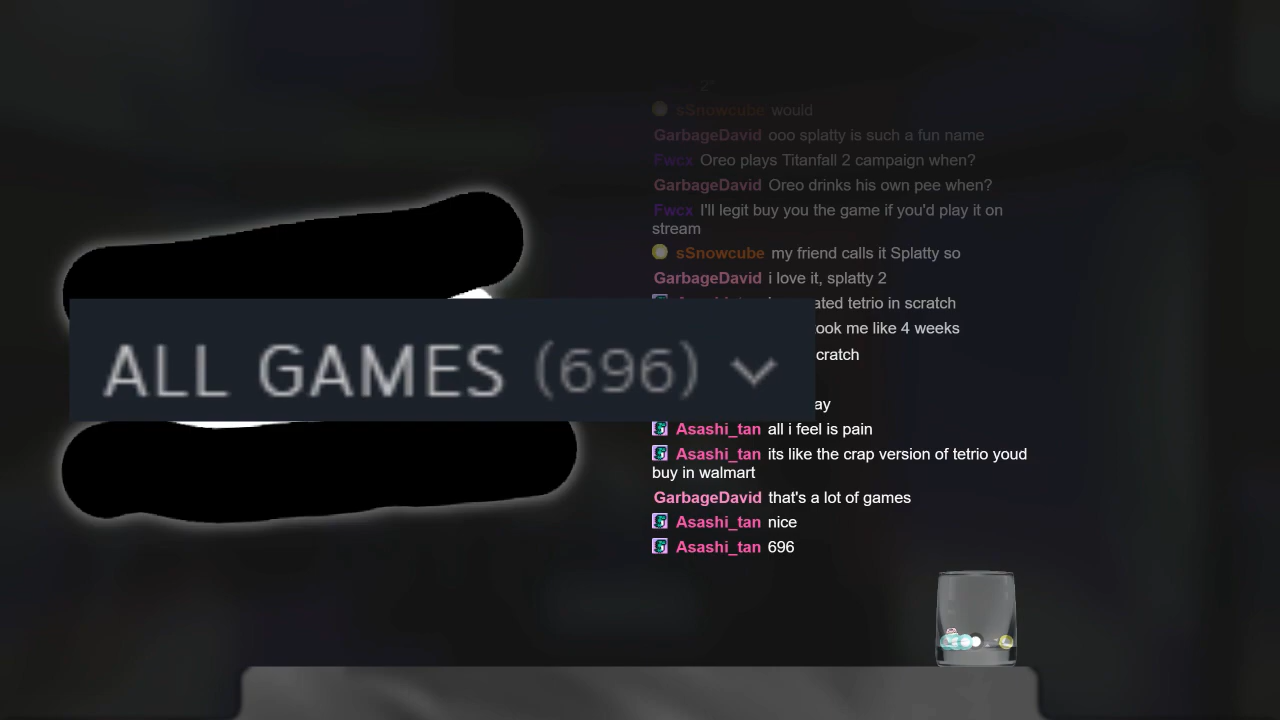 2"
sSnowcube would
GarbageDavid ooo splatty is such a fun name
Fwcx Oreo plays Titanfall 2 campaign when?
GarbageDavid Oreo drinks his own pee when?
Fwcx I'll legit buy you the game if you'd play it on
stream
sSnowcube my friend calls it Splatty so
GarbageDavid i love it, splatty 2
tetrio in scratch
me like 4 weeks
ALL GAMES (696)
Asashi_tan all i feel is pain
Asashi_tan its like the crap version of tetrio youd
buy in walmart
GarbageDavid that's a lot of games
Asashi_tan nice
Asashi_tan 696